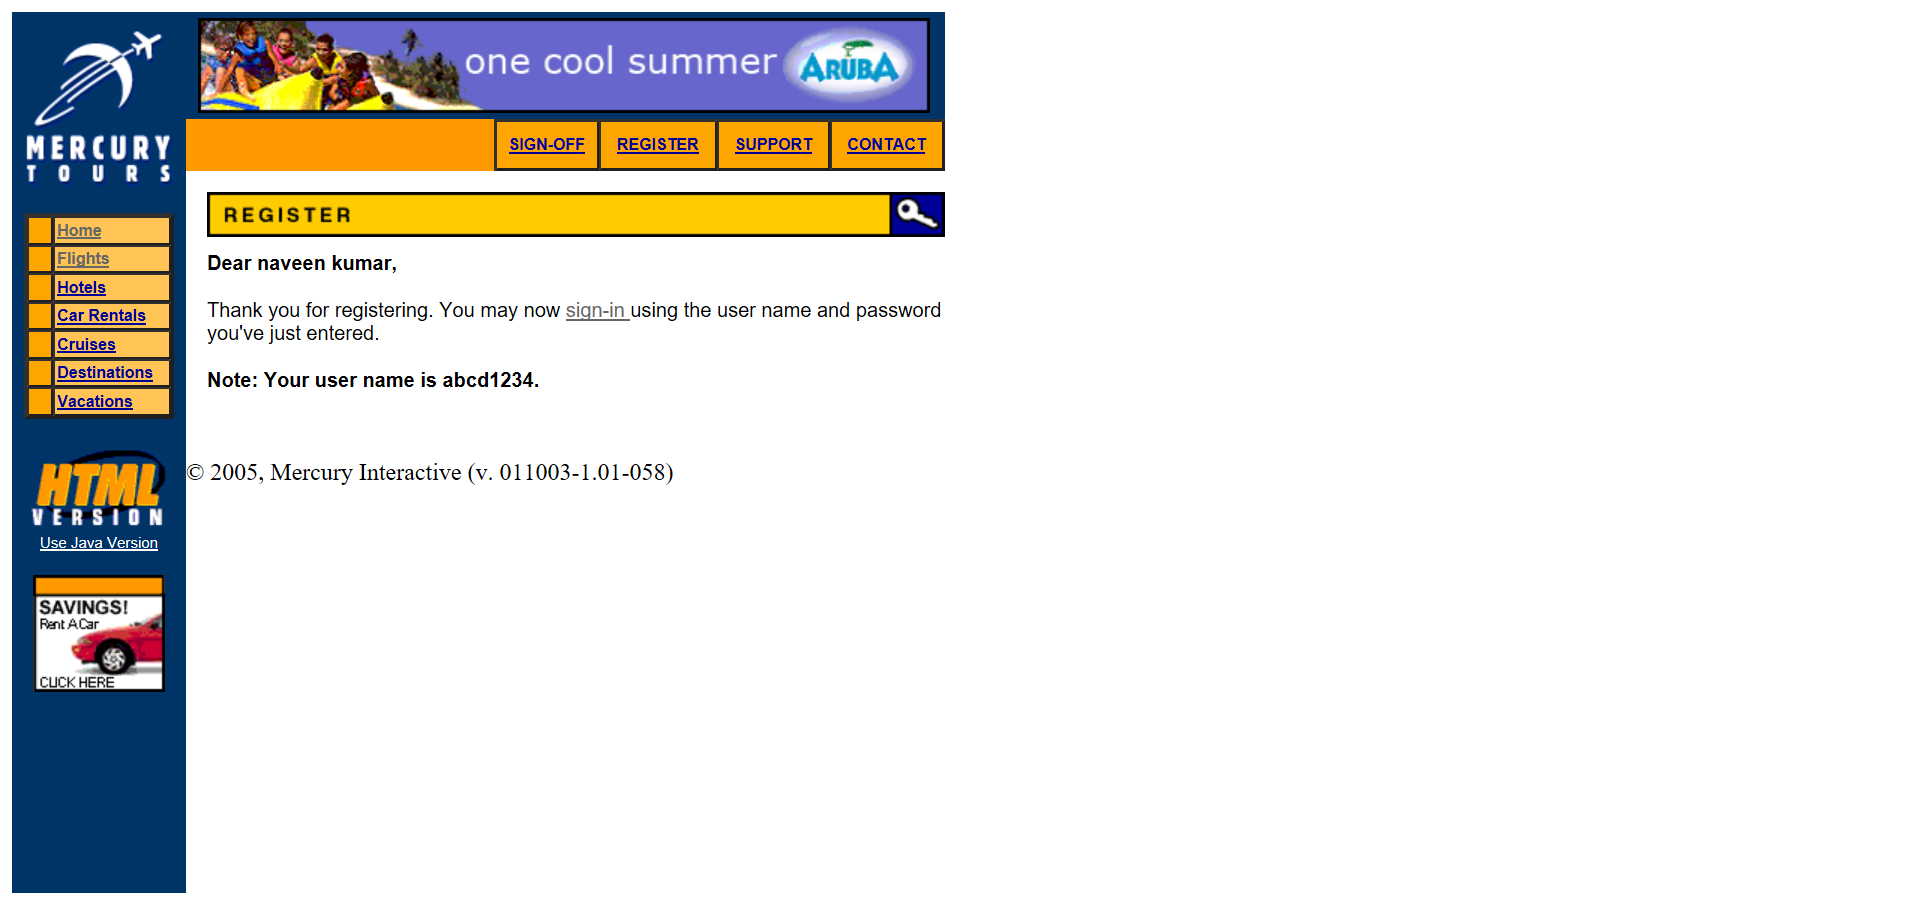 one cool summer ARUBA
MERCURY
TOURS
SIGN-OFF REGISTER SUPPORT CONTACT
Home
Flights
Hotels
Car Rentals
Cruises
Destinations
Vacations
HTML
VERSION
Use Java Version
SAVINGS!
Rent A Car
CLICK HERE
REGISTER
Dear naveen kumar,
Thank you for registering. You may now sign-in using the user name and password
you've just entered.
Note: Your user name is abcd1234.
© 2005, Mercury Interactive (v. 011003-1.01-058)